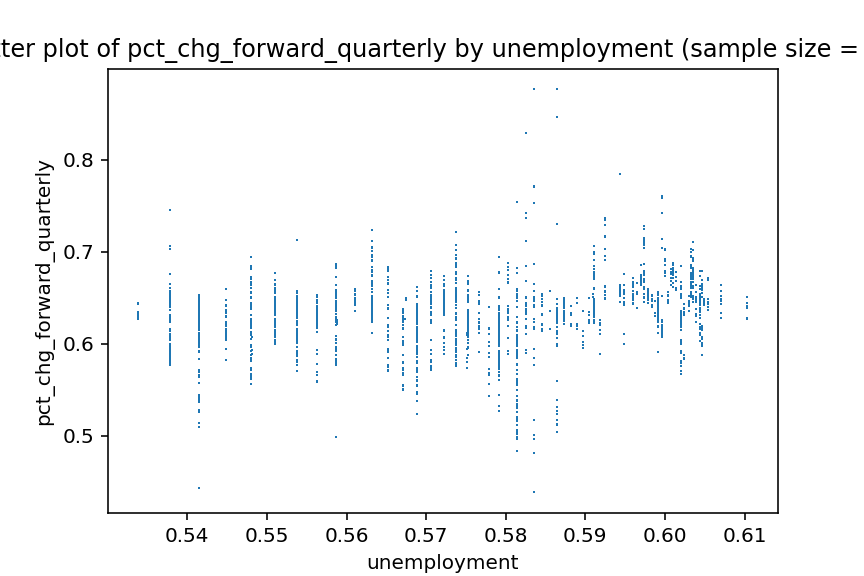 plot of pct_chg_forward_quarterly by unemployment (sample size =
0.8
0.7
0.6
0.5
pct_chg_forward_quarterly
0.54 0.55 0.56 0.57 0.58 0.59 0.60 0.61
unemployment